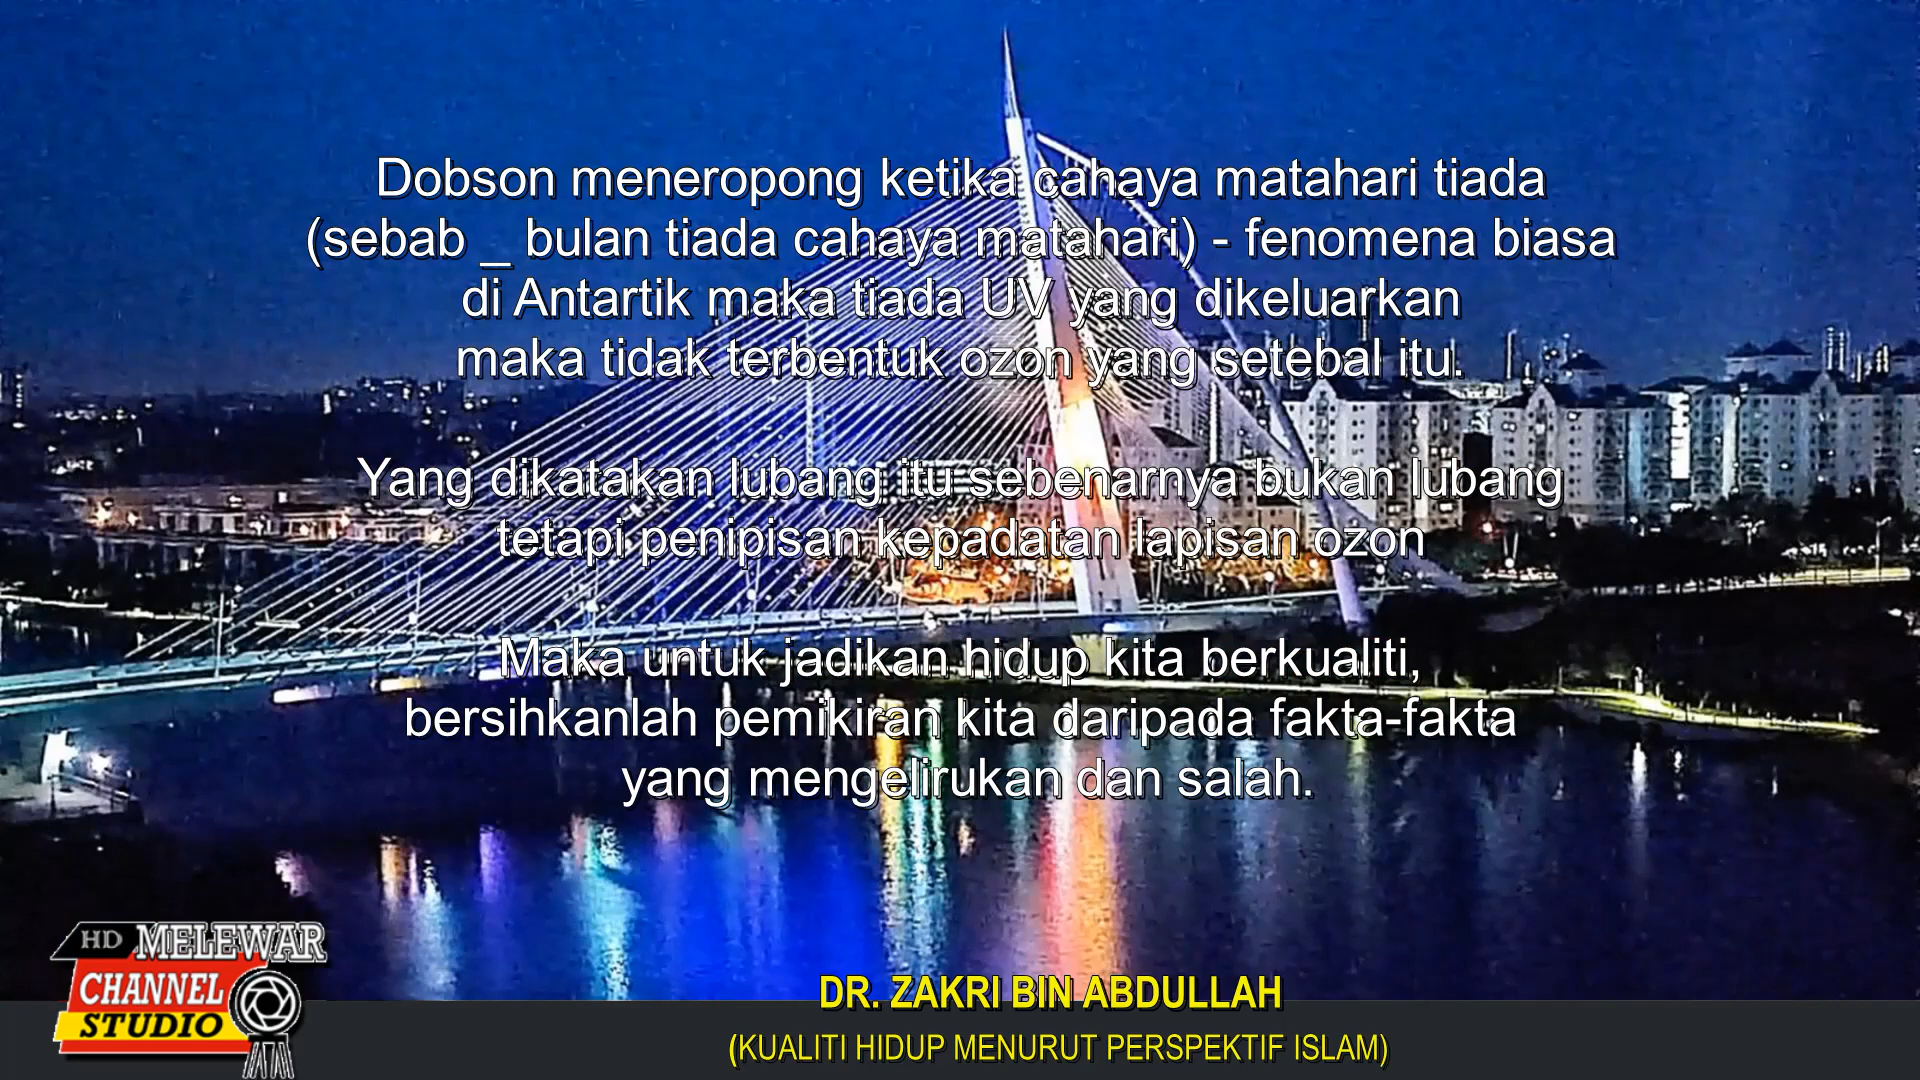 Dobson meneropong ketika cahaya matahari tiada
(sebab _ bulan tiada cahaya matahari) - fenomena biasa
di Antartik maka tiada UV yang dikeluarkan
maka tidak terbentuk ozon yang setebal itu.
Yang dikatakan lubang itu sebenarnya bukan lubang
tetapi penipisan kepadatan lapisan ozon
Maka untuk jadikan hidup kita berkualiti,
bersihkanlah pemikiran kita daripada fakta-fakta
yang mengelirukan dan salah.
HD MELEWAR
CHANNEL
STUDIO
DR. ZAKRI BIN ABDULLAH
(KUALITI HIDUP MENURUT PERSPEKTIF ISLAM)